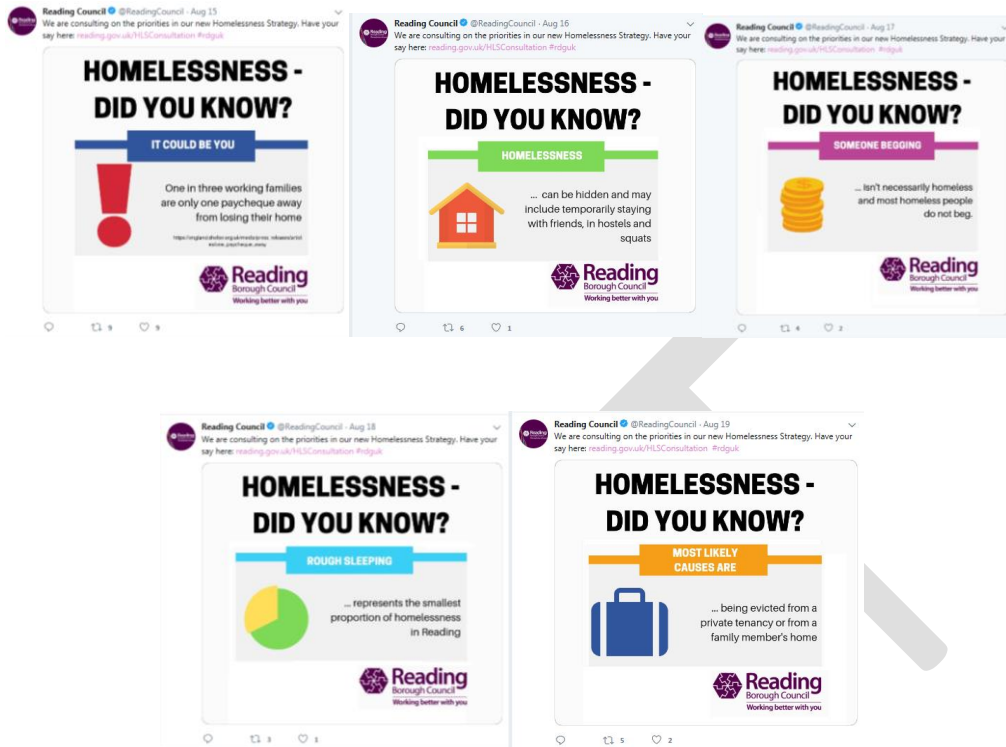 Reading Council @ReadingCouncil · Aug 15
We are consulting on the priorities in our new Homelessness Strategy. Have your
say here: reading.gov.uk/HLSConsultation #rdguk
HOMELESSNESS -
DID YOU KNOW?
IT COULD BE YOU
One in three working families
are only one paycheque away
from losing their home
Reading
Borough Council
Working better with you
9 9
Reading Council @ReadingCouncil · Aug 16
We are consulting on the priorities in our new Homelessness Strategy. Have your
say here: reading.gov.uk/HLSConsultation #rdguk
HOMELESSNESS -
DID YOU KNOW?
HOMELESSNESS
... can be hidden and may
include temporarily staying
with friends, in hostels and
squats
Reading
Borough Council
Working better with you
6 1
Reading Council @ReadingCouncil · Aug 17
We are consulting on the priorities in our new Homelessness Strategy. Have your
say here: reading.gov.uk/HLSConsultation #rdguk
HOMELESSNESS -
DID YOU KNOW?
SOMEONE BEGGING
... isn't necessarily homeless
and most homeless people
do not beg.
Reading
Borough Council
Working better with you
4 2
Reading Council @ReadingCouncil · Aug 18
We are consulting on the priorities in our new Homelessness Strategy. Have your
say here: reading.gov.uk/HLSConsultation #rdguk
HOMELESSNESS -
DID YOU KNOW?
ROUGH SLEEPING
... represents the smallest
proportion of homelessness
in Reading
Reading
Borough Council
Working better with you
3 1
Reading Council @ReadingCouncil · Aug 19
We are consulting on the priorities in our new Homelessness Strategy. Have your
say here: reading.gov.uk/HLSConsultation #rdguk
HOMELESSNESS -
DID YOU KNOW?
MOST LIKELY
CAUSES ARE
... being evicted from a
private tenancy or from a
family member's home
Reading
Borough Council
Working better with you
5 2